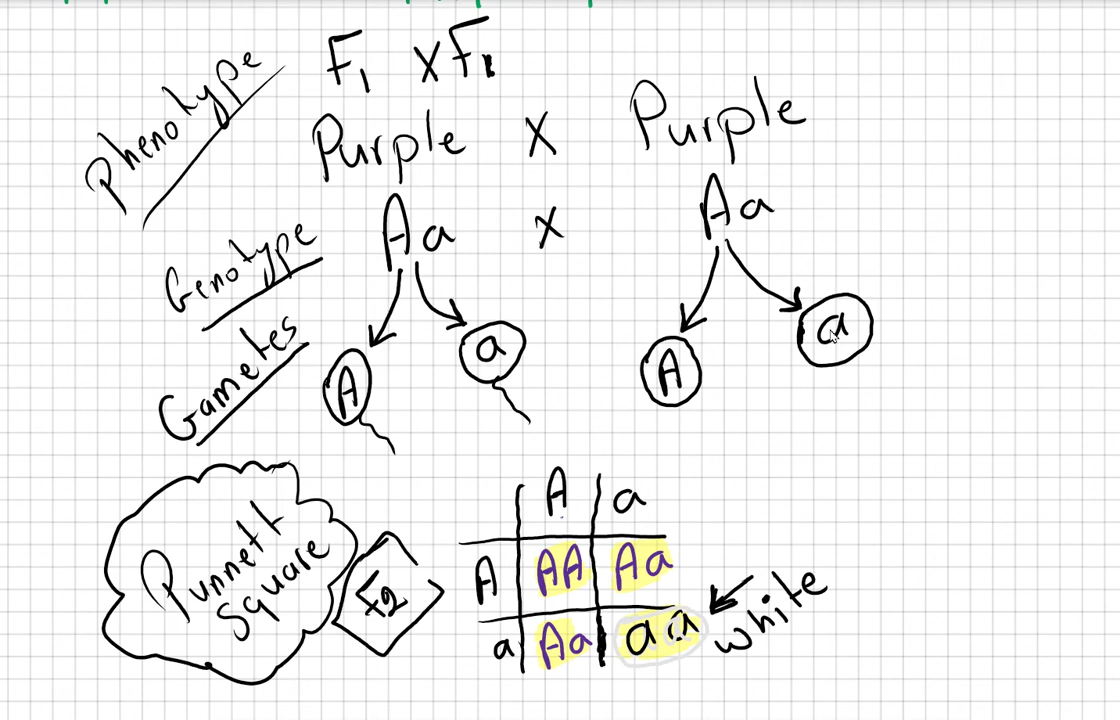 F1 X F1
Phenotype Purple X Purple
Genotype Aa X Aa
Gametes A a A a
Punnett
Square
F2
A a
A AA Aa
a Aa aa
white